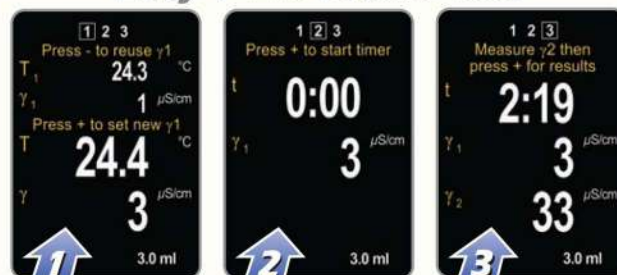 1 2 3
Press - to reuse γ1
T1 24.3 °C
γ1 1 µS/cm
Press + to set new γ1
T 24.4 °C
γ 3 µS/cm
3.0 ml
1
1 2 3
Press + to start timer
t 0:00
γ1 3 µS/cm
3.0 ml
2
1 2 3
Measure γ2 then
press + for results
t 2:19
γ1 3 µS/cm
γ2 33
3.0 ml
3